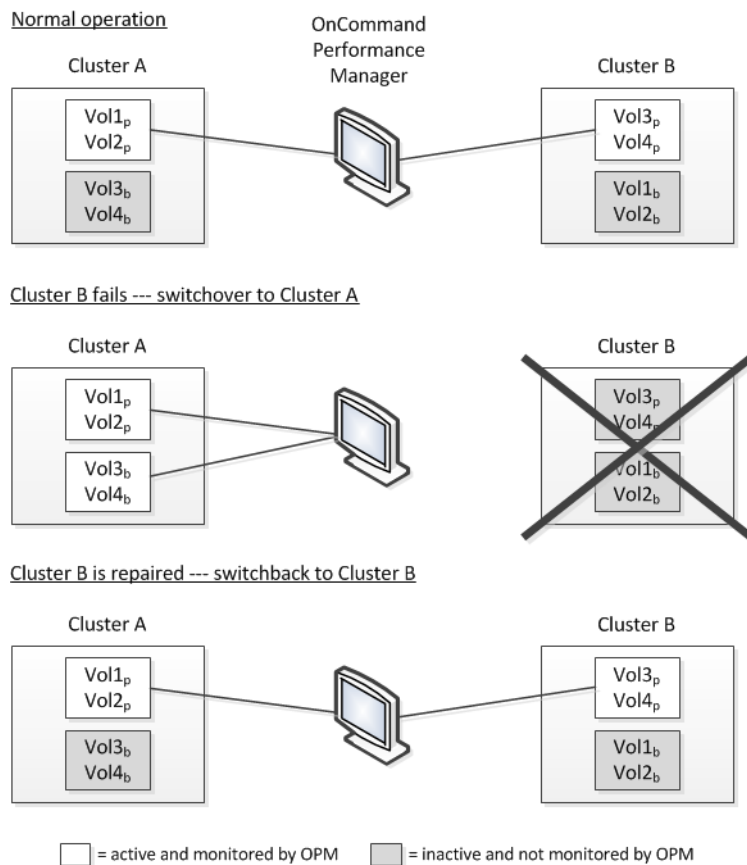 Normal operation
OnCommand
Performance
Manager
Cluster A
Vol1p
Vol2p
Vol3b
Vol4b
Cluster B
Vol3p
Vol4p
Vol1b
Vol2b
Cluster B fails --- switchover to Cluster A
Cluster A
Vol1p
Vol2p
Vol3b
Vol4b
Cluster B
Vol3p
Vol4p
Vol1b
Vol2b
Cluster B is repaired --- switchback to Cluster B
Cluster A
Vol1p
Vol2p
Vol3b
Vol4b
Cluster B
Vol3p
Vol4p
Vol1b
Vol2b
= active and monitored by OPM
= inactive and not monitored by OPM